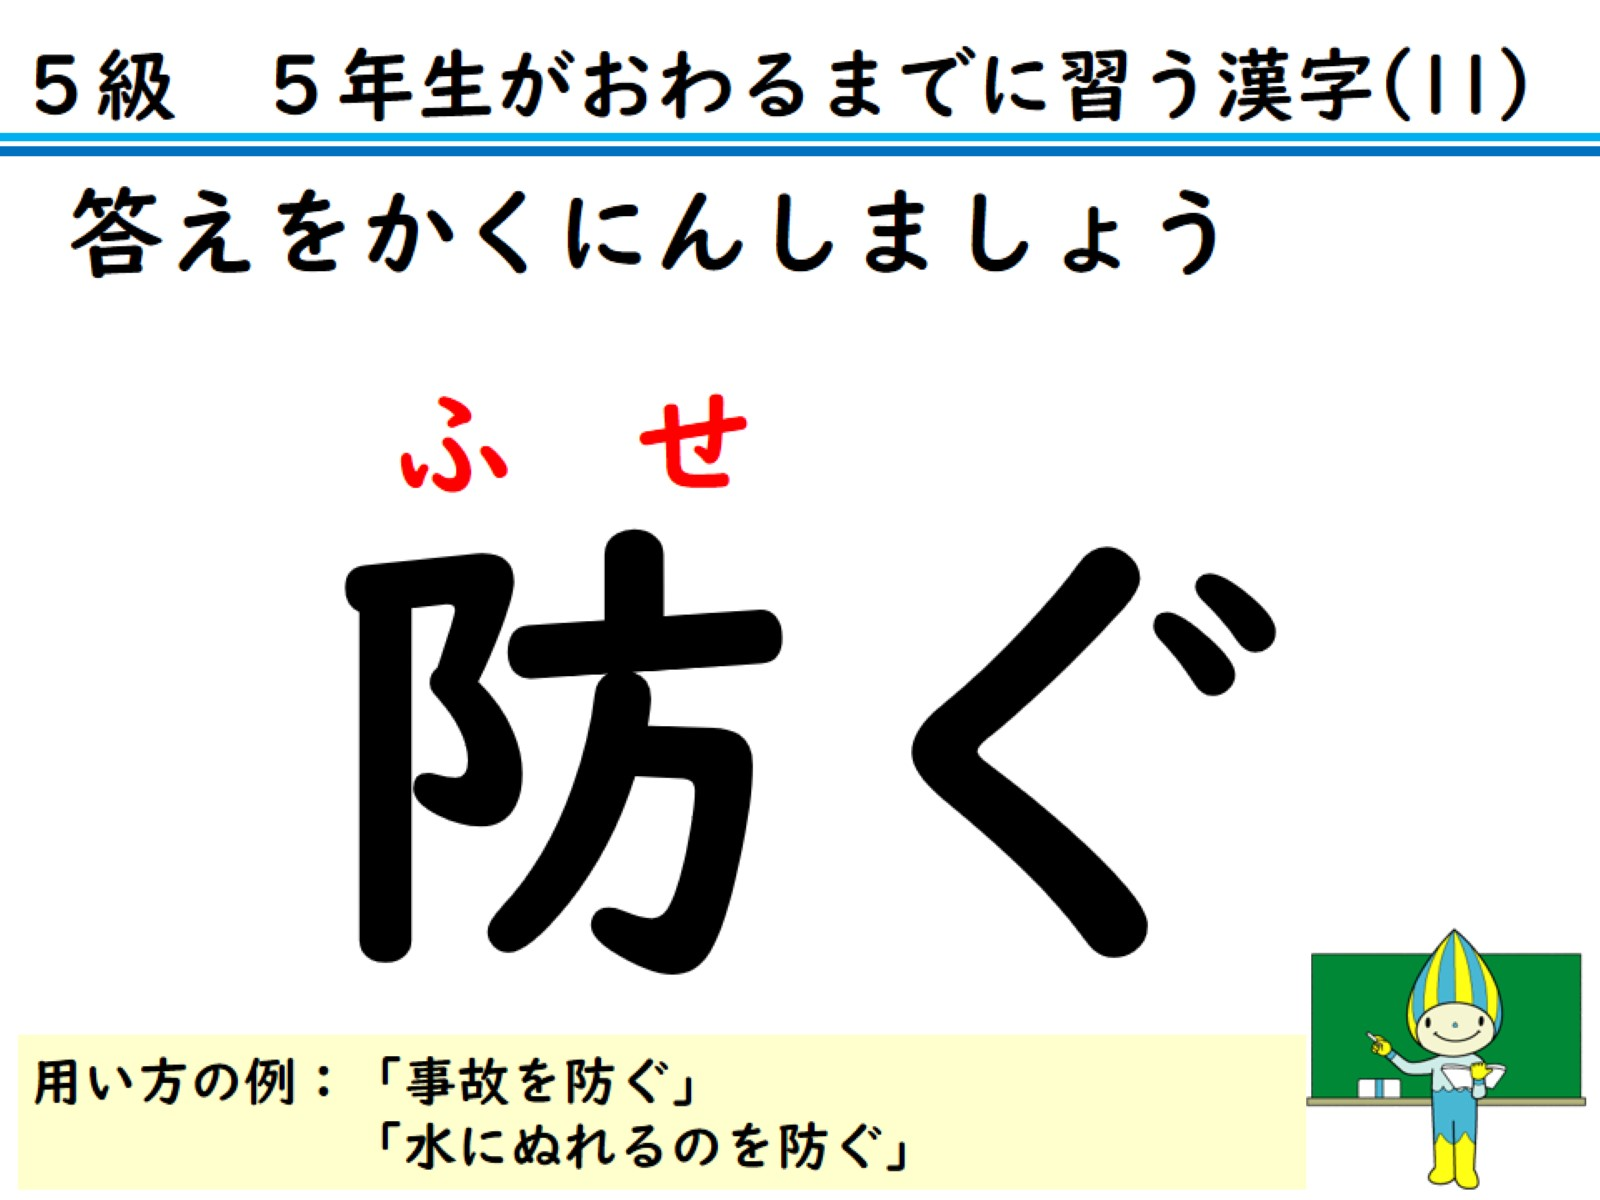 ５級　５年生がおわるまでに習う漢字(11)
答えをかくにんしましょう
ふ　せ
防ぐ
用い方の例：「事故を防ぐ」
「水にぬれるのを防ぐ」